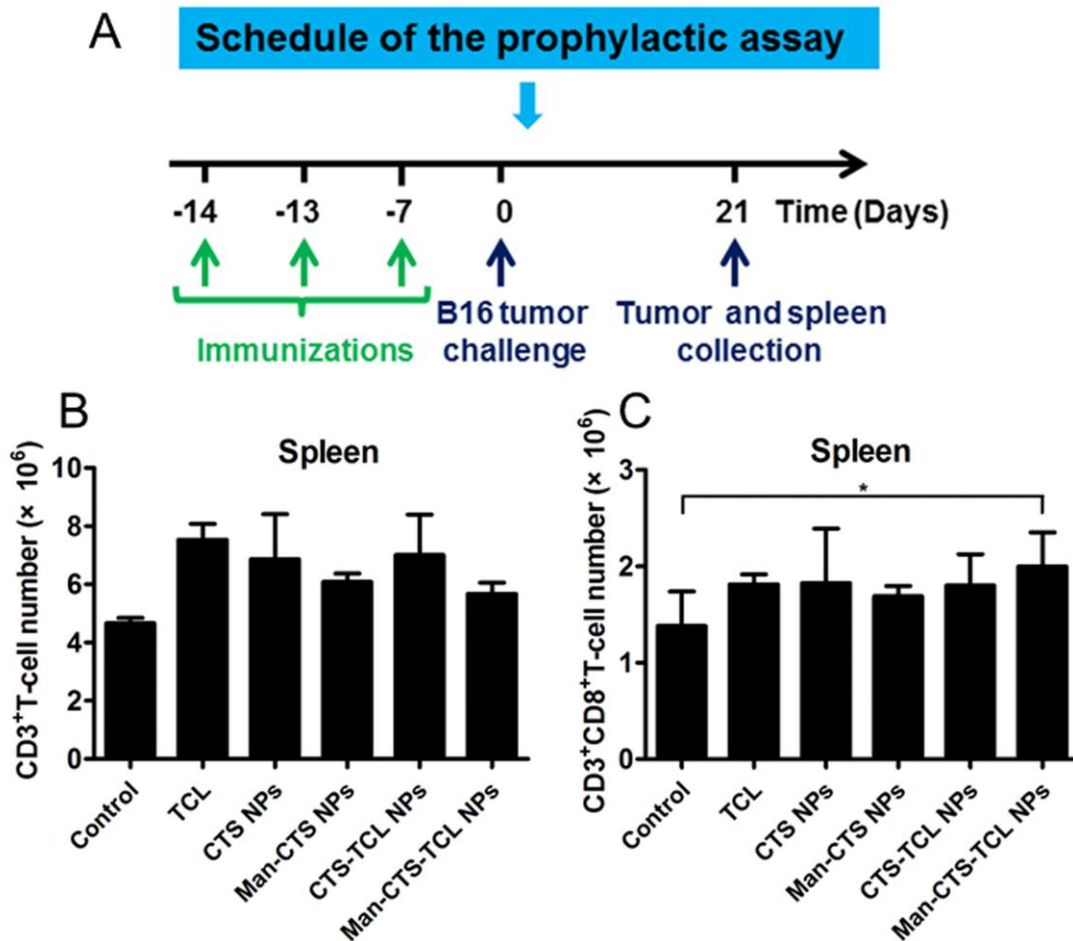 A
Schedule of the prophylactic assay
-14 -13 -7 0 21 Time (Days)
Immunizations
B16 tumor
challenge
Tumor and spleen
collection
B
Spleen
CD3⁺T-cell number (× 10⁶)
10
8
6
4
2
0
Control
TCL
CTS NPs
Man-CTS NPs
CTS-TCL NPs
Man-CTS-TCL NPs
C
Spleen
CD3⁺CD8⁺T-cell number (× 10⁶)
3
2
1
0
*
Control
TCL
CTS NPs
Man-CTS NPs
CTS-TCL NPs
Man-CTS-TCL NPs